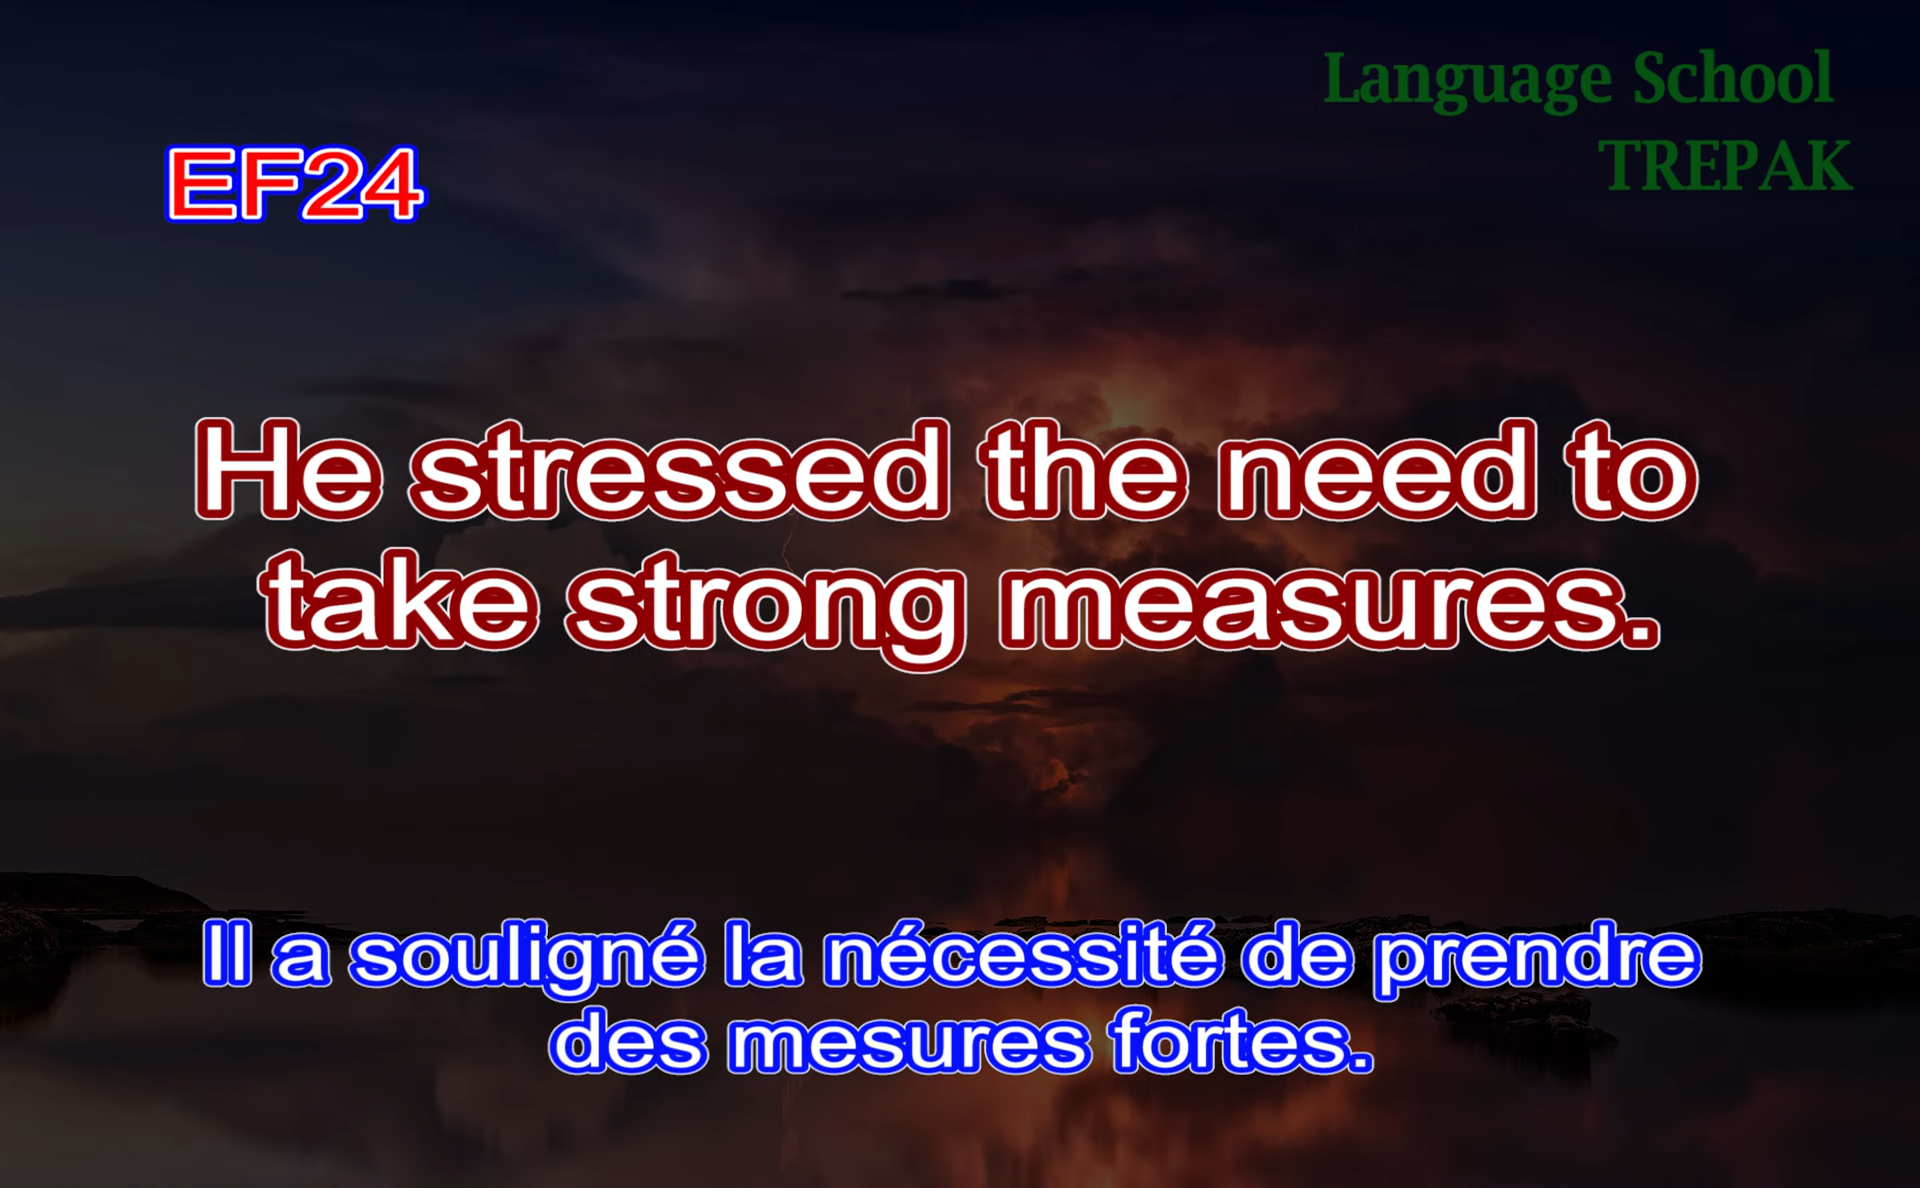 Language School
TREPAK
EF24
He stressed the need to
take strong measures.
Il a souligné la nécessité de prendre
des mesures fortes.